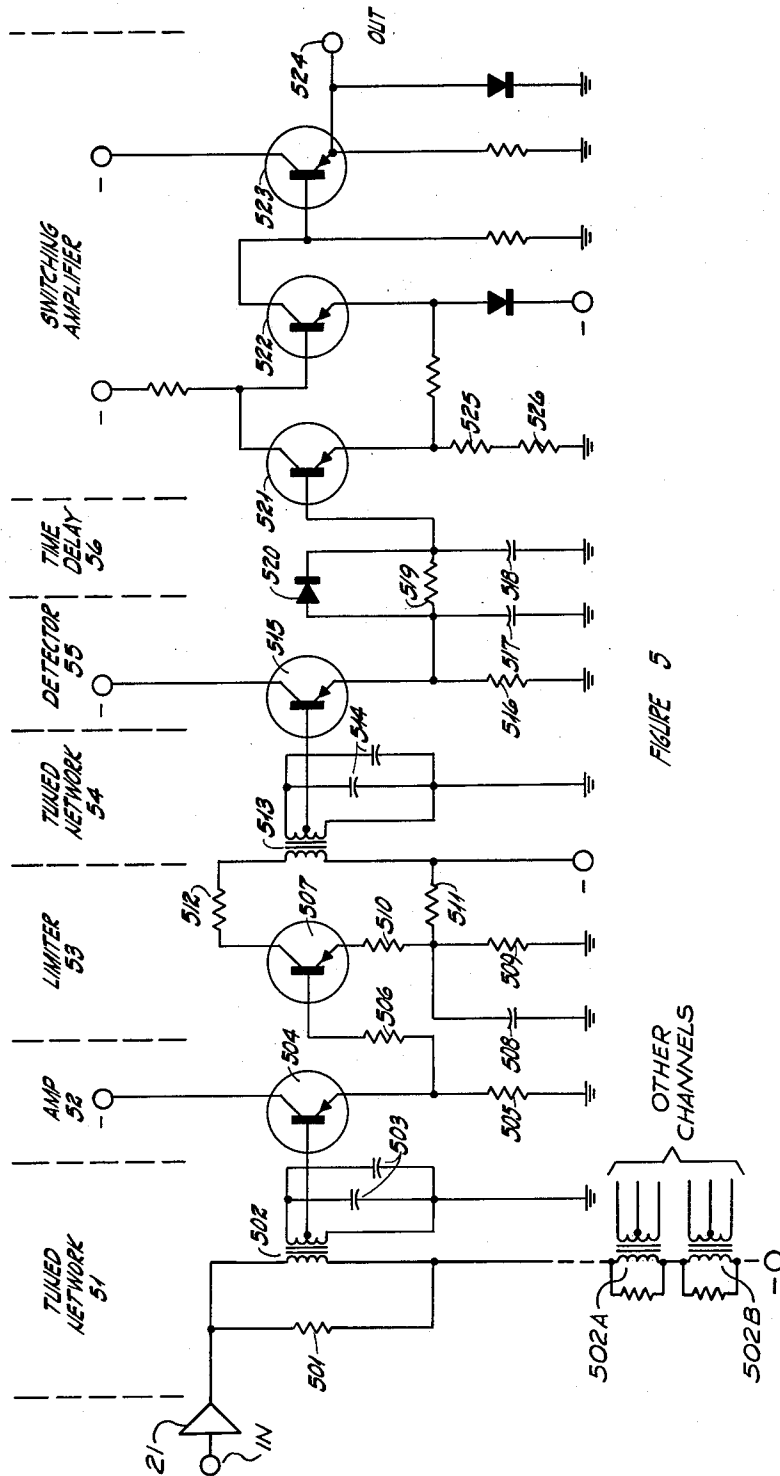 TUNED
NETWORK
51
AMP
52
LIMITER
53
TUNED
NETWORK
54
DETECTOR
55
TIME
DELAY
56
SWITCHING
AMPLIFIER
21
IN
501
502
503
504
505
506
507
508
509
510
511
512
513
514
515
516
517
518
519
520
521
522
523
524
OUT
525
526
502A
502B
OTHER
CHANNELS
FIGURE 5